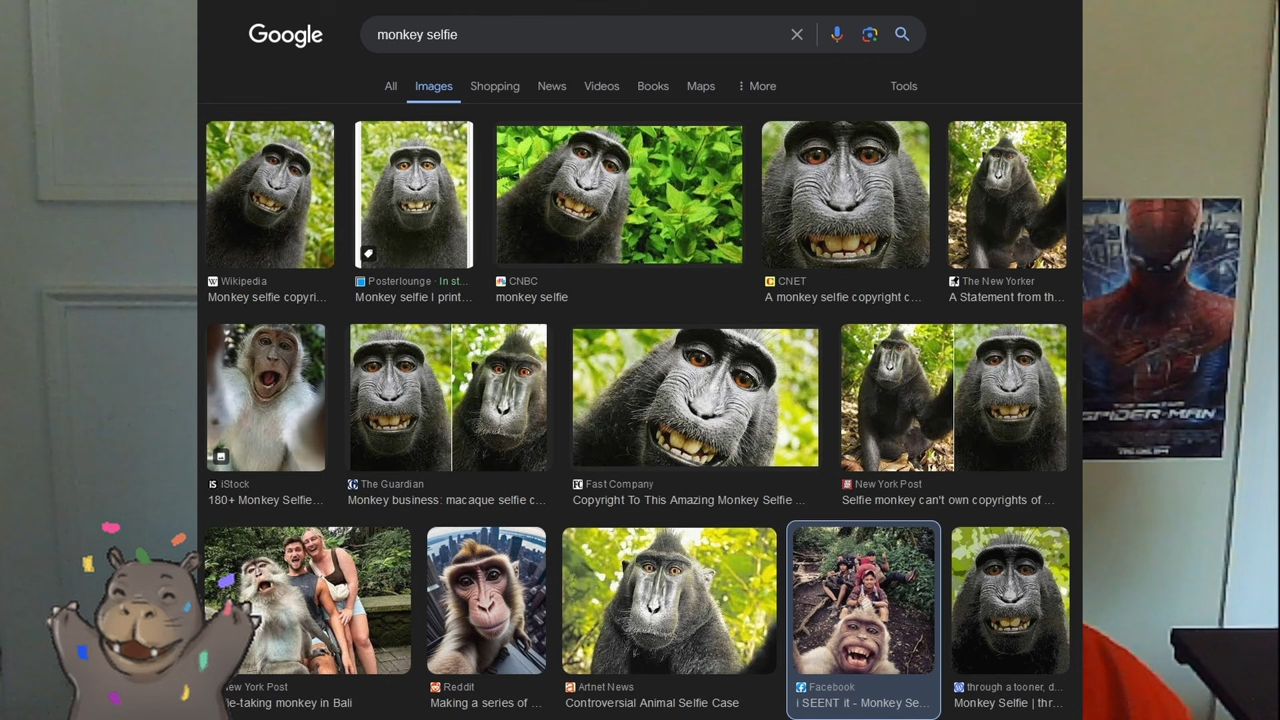 Google
monkey selfie
All Images Shopping News Videos Books Maps More Tools
Wikipedia
Monkey selfie copyri...
Posterlounge · In st...
Monkey selfie | print...
CNBC
monkey selfie
CNET
A monkey selfie copyright c...
The New Yorker
A Statement from th...
iStock
180+ Monkey Selfie...
The Guardian
Monkey business: macaque selfie c...
Fast Company
Copyright To This Amazing Monkey Selfie ...
New York Post
Selfie monkey can't own copyrights of ...
New York Post
fie-taking monkey in Bali
Reddit
Making a series of ...
Artnet News
Controversial Animal Selfie Case
Facebook
i SEENT it - Monkey Se...
through a tooner, d...
Monkey Selfie | thr...
SPIDER-MAN